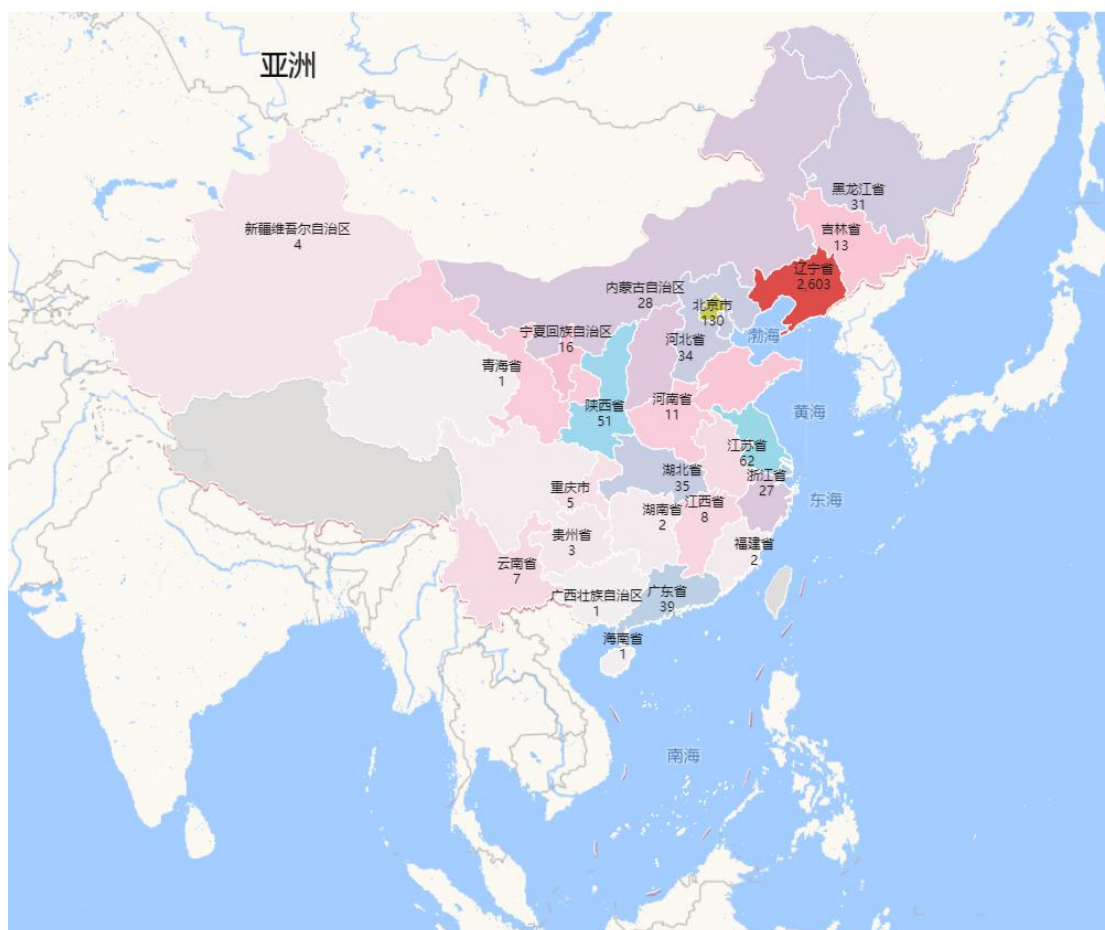 亚洲
黑龙江省
31
新疆维吾尔自治区
4
吉林省
13
辽宁省
2,603
内蒙古自治区
28
北京市
130
宁夏回族自治区
16
河北省
34
渤海
青海省
1
陕西省
51
河南省
11
黄海
江苏省
62
湖北省
35
浙江省
27
东海
重庆市
5
江西省
8
湖南省
2
贵州省
3
福建省
2
云南省
7
广西壮族自治区
1
广东省
39
海南省
1
南海